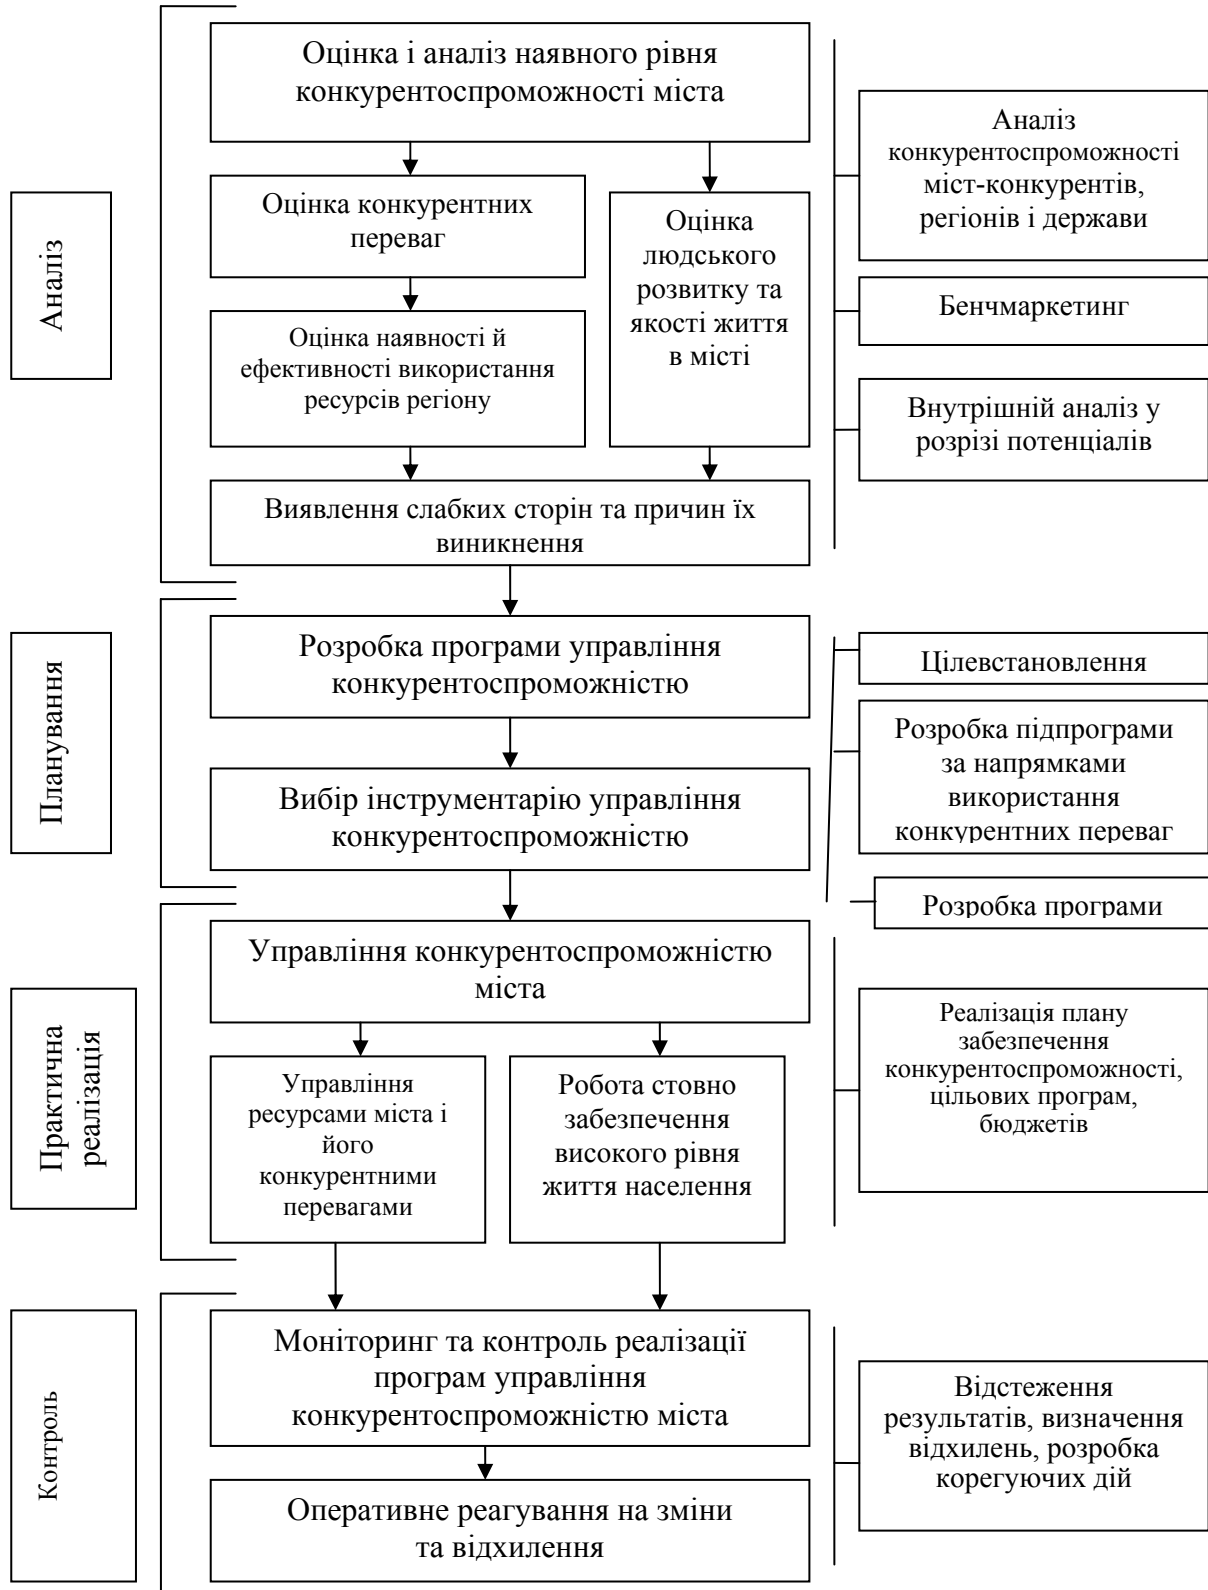 Оцінка і аналіз наявного рівня
конкурентоспроможності міста
Аналіз
Оцінка конкурентних
переваг
Оцінка наявності й
ефективності використання
ресурсів регіону
Оцінка
людського
розвитку та
якості життя
в місті
Виявлення слабких сторін та причин їх
виникнення
Аналіз
конкурентоспроможності
міст-конкурентів,
регіонів і держави
Бенчмаркетинг
Внутрішній аналіз у
розрізі потенціалів
Планування
Розробка програми управління
конкурентоспроможністю
Вибір інструментарію управління
конкурентоспроможністю
Цілевстановлення
Розробка підпрограми
за напрямками
використання
конкурентних переваг
Розробка програми
Практична
реалізація
Управління конкурентоспроможністю
міста
Управління
ресурсами міста і
його
конкурентними
перевагами
Робота стовно
забезпечення
високого рівня
життя населення
Реалізація плану
забезпечення
конкурентоспроможності,
цільових програм,
бюджетів
Контроль
Моніторинг та контроль реалізації
програм управління
конкурентоспроможністю міста
Оперативне реагування на зміни
та відхилення
Відстеження
результатів, визначення
відхилень, розробка
корегуючих дій